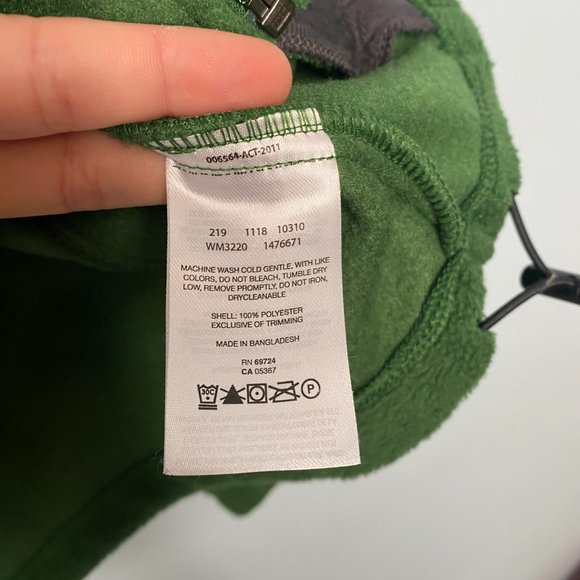 006564-ACT-2011
219 1118 10310
WM3220 1476671
MACHINE WASH COLD GENTLE, WITH LIKE
COLORS, DO NOT BLEACH, TUMBLE DRY
LOW, REMOVE PROMPTLY, DO NOT IRON,
DRYCLEANABLE
SHELL: 100% POLYESTER
EXCLUSIVE OF TRIMMING
MADE IN BANGLADESH
RN 69724
CA 05367
30C
P